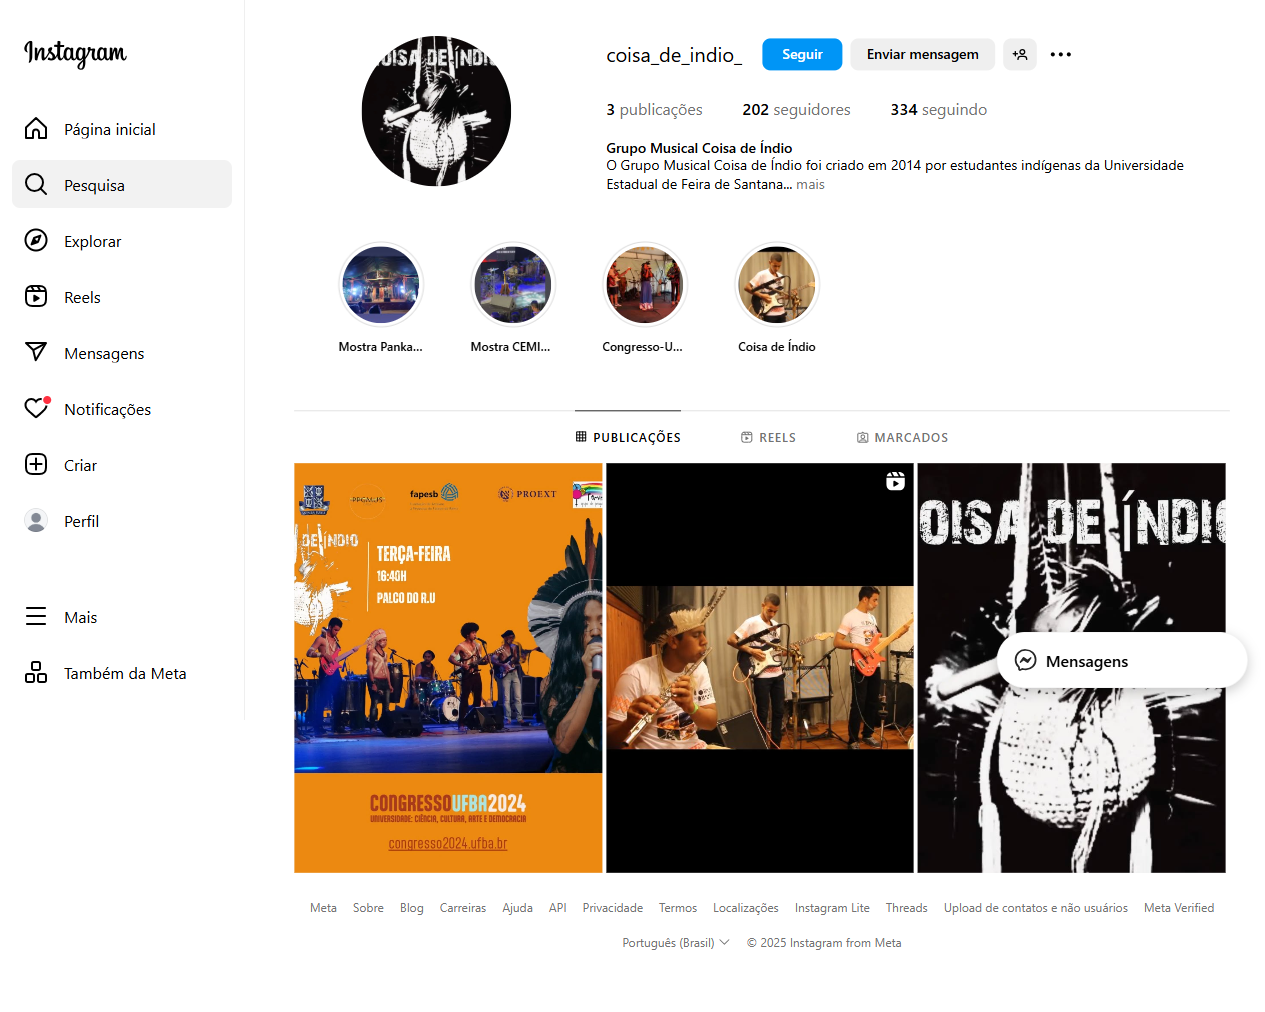 Instagram
Página inicial
Pesquisa
Explorar
Reels
Mensagens
Notificações
Criar
Perfil
Mais
Também da Meta
OISA DE ÍNDIO
coisa_de_indio_
Seguir
Enviar mensagem
3 publicações 202 seguidores 334 seguindo
Grupo Musical Coisa de Índio
O Grupo Musical Coisa de Índio foi criado em 2014 por estudantes indígenas da Universidade
Estadual de Feira de Santana... mais
Mostra Panka...
Mostra CEMI...
Congresso-U...
Coisa de Índio
PUBLICAÇÕES
REELS
MARCADOS
PPGMUS
fapesb
PROEXT
DE ÍNDIO
TERÇA-FEIRA
16:40H
PALCO DO R.U
CONGRESSOUFBA2024
UNIVERSIDADE: CIÊNCIA, CULTURA, ARTE E DEMOCRACIA
congresso2024.ufba.br
OISA DE ÍNDIO
Mensagens
Meta Sobre Blog Carreiras Ajuda API Privacidade Termos Localizações Instagram Lite Threads Upload de contatos e não usuários Meta Verified
Português (Brasil) © 2025 Instagram from Meta